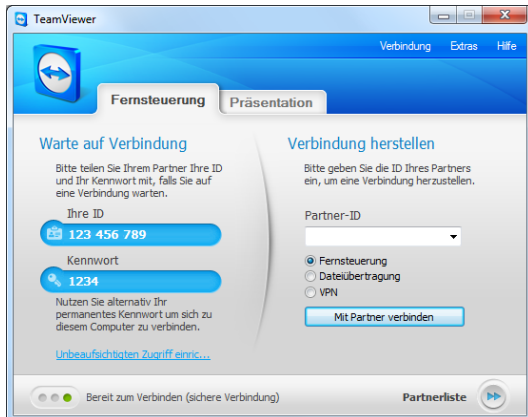 TeamViewer
Verbindung Extras Hilfe
Fernsteuerung Präsentation
Warte auf Verbindung
Bitte teilen Sie Ihrem Partner Ihre ID
und Ihr Kennwort mit, falls Sie auf
eine Verbindung warten.
Ihre ID
123 456 789
Kennwort
1234
Nutzen Sie alternativ Ihr
permanentes Kennwort um sich zu
diesem Computer zu verbinden.
Unbeaufsichtigten Zugriff einric...
Verbindung herstellen
Bitte geben Sie die ID Ihres Partners
ein, um eine Verbindung herzustellen.
Partner-ID
Fernsteuerung
Dateiübertragung
VPN
Mit Partner verbinden
Bereit zum Verbinden (sichere Verbindung)
Partnerliste